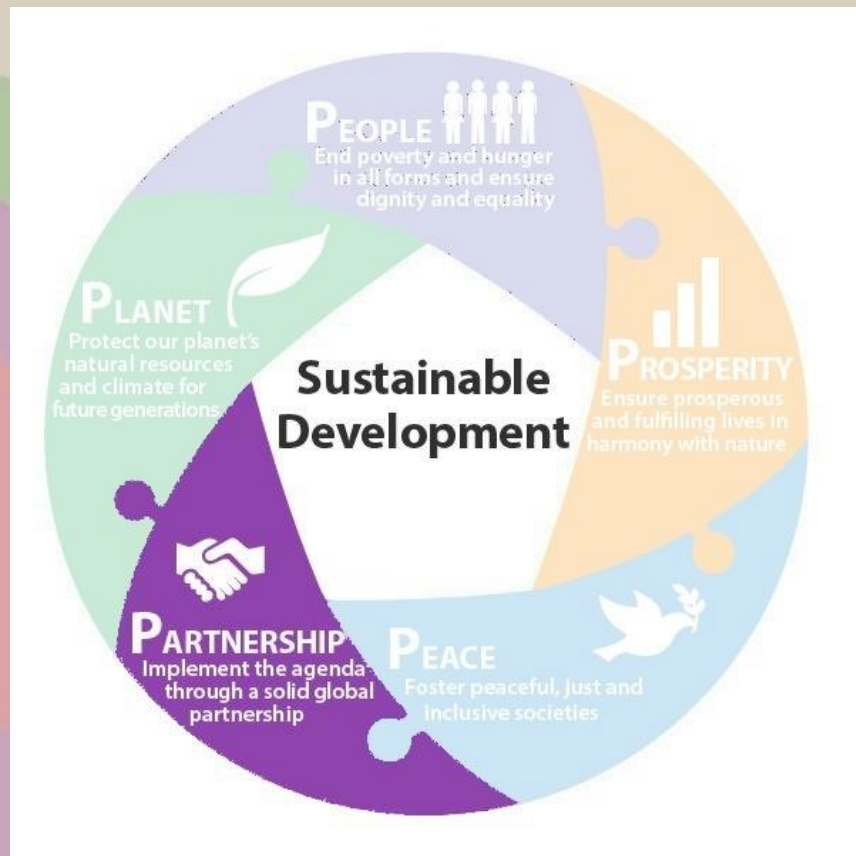 PEOPLE
End poverty and hunger
in all forms and ensure
dignity and equality
PROSPERITY
Ensure prosperous
and fulfilling lives in
harmony with nature
PLANET
Protect our planet's
natural resources
and climate for
future generations
Sustainable
Development
PARTNERSHIP
Implement the agenda
through a solid global
partnership
PEACE
Foster peaceful, just and
inclusive societies